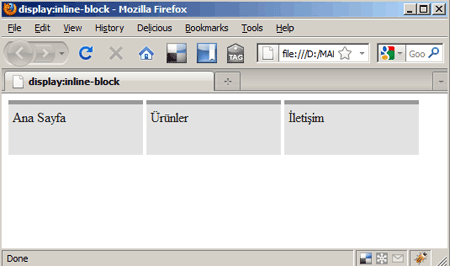 display:inline-block - Mozilla Firefox
File Edit View History Delicious Bookmarks Tools Help
TAG file:///D:/MAI Goo
display:inline-block
Ana Sayfa Ürünler İletişim
Done